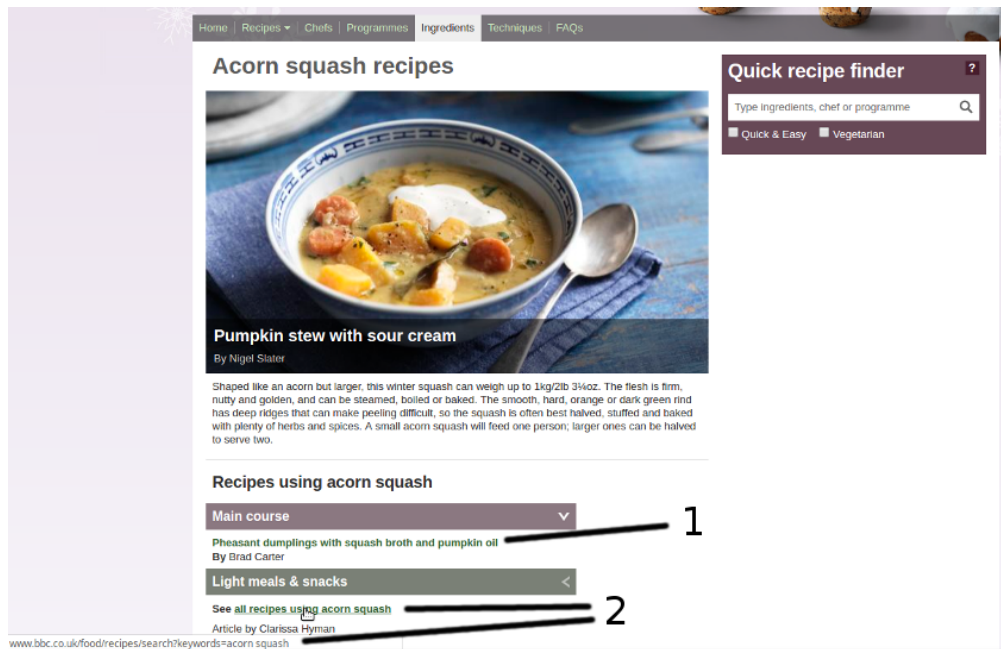 Home | Recipes | Chefs | Programmes | Ingredients | Techniques | FAQs
Acorn squash recipes
Quick recipe finder
?
Type ingredients, chef or programme
Quick & Easy
Vegetarian
Pumpkin stew with sour cream
By Nigel Slater
Shaped like an acorn but larger, this winter squash can weigh up to 1kg/2lb 3¼oz. The flesh is firm,
nutty and golden, and can be steamed, boiled or baked. The smooth, hard, orange or dark green rind
has deep ridges that can make peeling difficult, so the squash is often best halved, stuffed and baked
with plenty of herbs and spices. A small acorn squash will feed one person; larger ones can be halved
to serve two.
Recipes using acorn squash
Main course
1
Pheasant dumplings with squash broth and pumpkin oil
By Brad Carter
Light meals & snacks
See all recipes using acorn squash
2
Article by Clarissa Hyman
www.bbc.co.uk/food/recipes/search?keywords=acorn squash